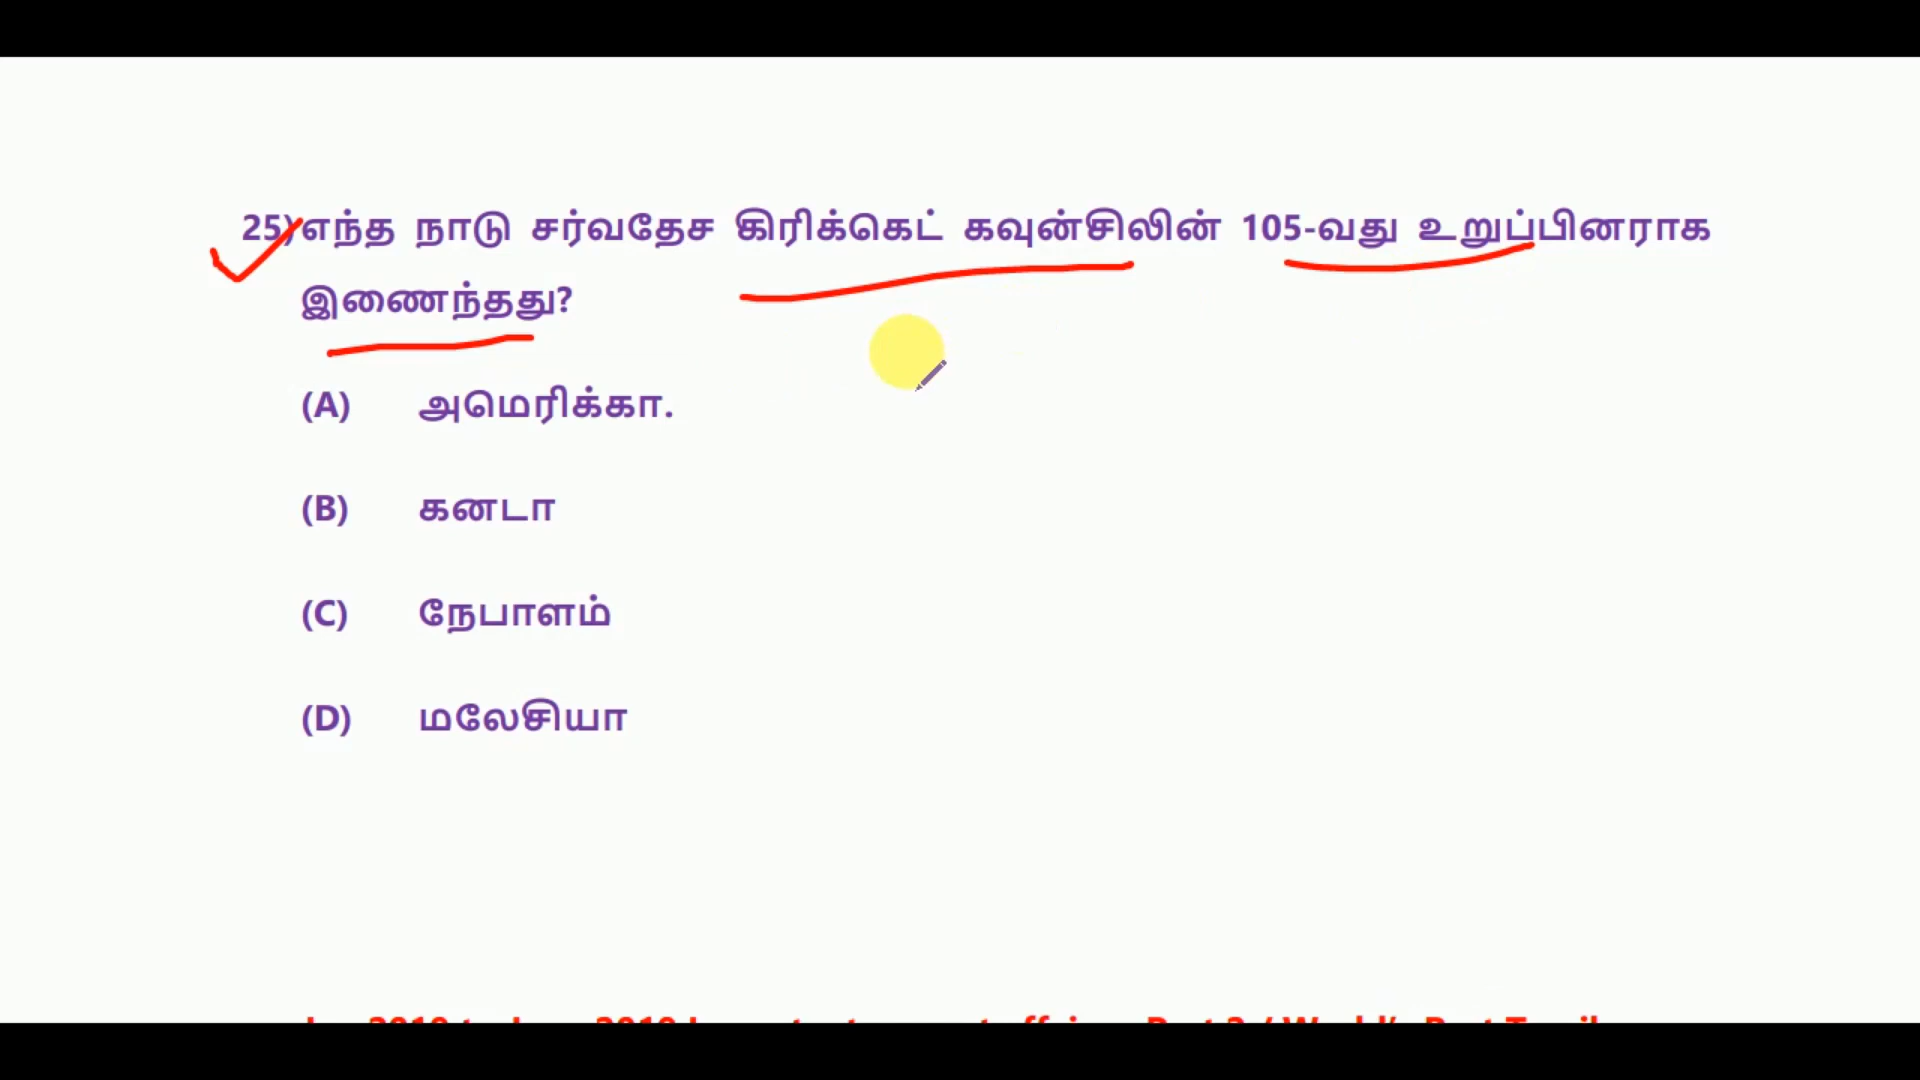 25) எந்த நாடு சர்வதேச கிரிக்கெட் கவுன்சிலின் 105-வது உறுப்பினராக
இணைந்தது?
(A) அமெரிக்கா.
(B) கனடா
(C) நேபாளம்
(D) மலேசியா